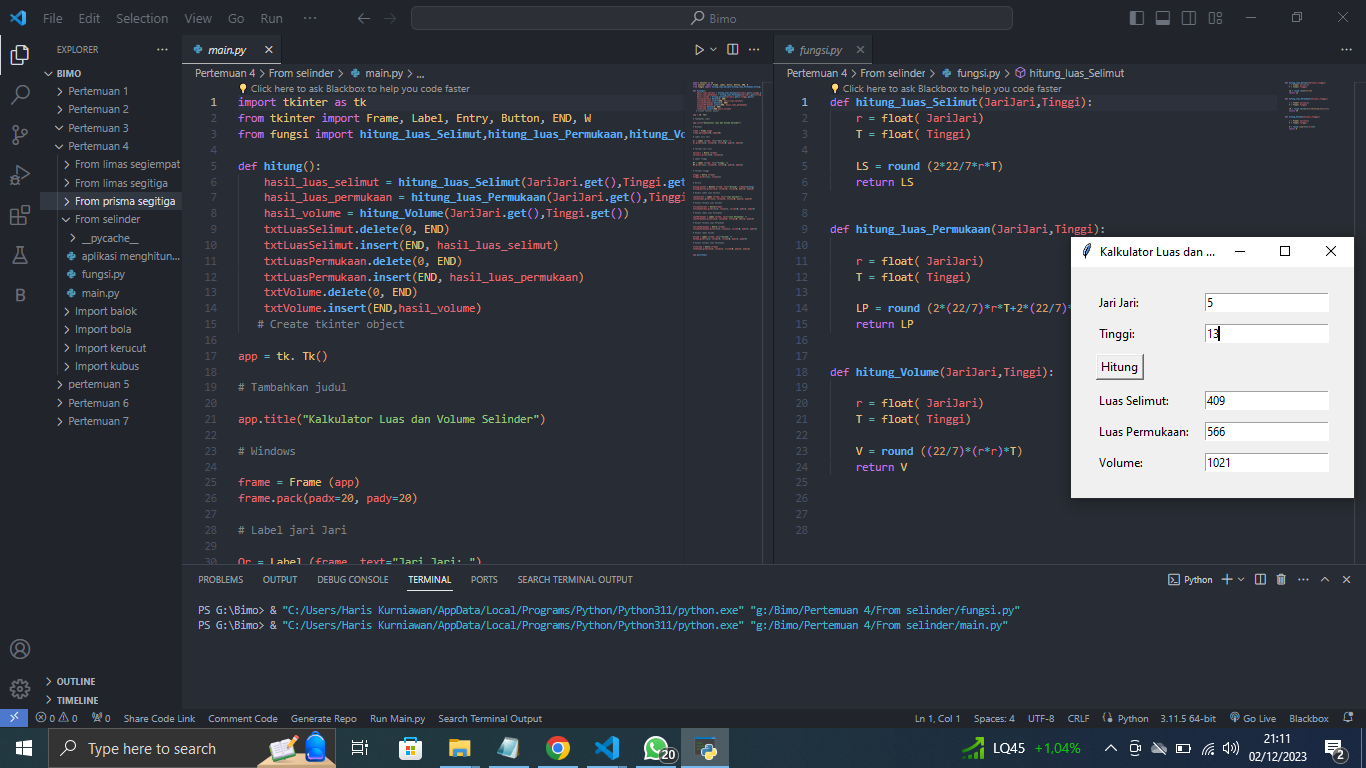 File Edit Selection View Go Run ··· Bimo
EXPLORER ···
BIMO
Pertemuan 1
Pertemuan 2
Pertemuan 3
Pertemuan 4
From limas segiempat
From limas segitiga
From prisma segitiga
From selinder
__pycache__
aplikasi menghitun...
fungsi.py
main.py
Import balok
Import bola
Import kerucut
Import kubus
pertemuan 5
Pertemuan 6
Pertemuan 7
OUTLINE
TIMELINE
main.py
Pertemuan 4 > From selinder > main.py > ...
Click here to ask Blackbox to help you code faster
1 import tkinter as tk
2 from tkinter import Frame, Label, Entry, Button, END, W
3 from fungsi import hitung_luas_Selimut,hitung_luas_Permukaan,hitung_Vo
4
5 def hitung():
6 hasil_luas_selimut = hitung_luas_Selimut(JariJari.get(),Tinggi.get
7 hasil_luas_permukaan = hitung_luas_Permukaan(JariJari.get(),Tinggi
8 hasil_volume = hitung_Volume(JariJari.get(),Tinggi.get())
9 txtLuasSelimut.delete(0, END)
10 txtLuasSelimut.insert(END, hasil_luas_selimut)
11 txtLuasPermukaan.delete(0, END)
12 txtLuasPermukaan.insert(END, hasil_luas_permukaan)
13 txtVolume.delete(0, END)
14 txtVolume.insert(END,hasil_volume)
15 # Create tkinter object
16
17 app = tk. Tk()
18
19 # Tambahkan judul
20
21 app.title("Kalkulator Luas dan Volume Selinder")
22
23 # Windows
24
25 frame = Frame (app)
26 frame.pack(padx=20, pady=20)
27
28 # Label jari Jari
29
30 Or = Label (frame, text="Jari Jari: ")
fungsi.py
Pertemuan 4 > From selinder > fungsi.py > hitung_luas_Selimut
Click here to ask Blackbox to help you code faster
1 def hitung_luas_Selimut(JariJari,Tinggi):
2 r = float( JariJari)
3 T = float( Tinggi)
4
5 LS = round (2*22/7*r*T)
6 return LS
7
8
9 def hitung_luas_Permukaan(JariJari,Tinggi):
10
11 r = float( JariJari)
12 T = float( Tinggi)
13
14 LP = round (2*(22/7)*r*T+2*(22/7)*
15 return LP
16
17
18 def hitung_Volume(JariJari,Tinggi):
19
20 r = float( JariJari)
21 T = float( Tinggi)
22
23 V = round ((22/7)*(r*r)*T)
24 return V
25
26
27
28
Kalkulator Luas dan ...
Jari Jari: 5
Tinggi: 13
Hitung
Luas Selimut: 409
Luas Permukaan: 566
Volume: 1021
PROBLEMS OUTPUT DEBUG CONSOLE TERMINAL PORTS SEARCH TERMINAL OUTPUT Python
PS G:\Bimo> & "C:/Users/Haris Kurniawan/AppData/Local/Programs/Python/Python311/python.exe" "g:/Bimo/Pertemuan 4/From selinder/fungsi.py"
PS G:\Bimo> & "C:/Users/Haris Kurniawan/AppData/Local/Programs/Python/Python311/python.exe" "g:/Bimo/Pertemuan 4/From selinder/main.py"
0 0 0 Share Code Link Comment Code Generate Repo Run Main.py Search Terminal Output Ln 1, Col 1 Spaces: 4 UTF-8 CRLF Python 3.11.5 64-bit Go Live Blackbox
Type here to search 20 LQ45 +1,04% 21:11
02/12/2023 2